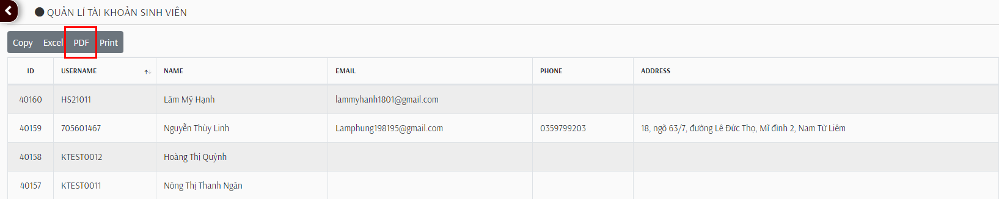 QUẢN LÍ TÀI KHOẢN SINH VIÊN
Copy Excel PDF Print
ID USERNAME NAME EMAIL PHONE ADDRESS
40160 HS21011 Lâm Mỹ Hạnh lammyhanh1801@gmail.com
40159 705601467 Nguyễn Thùy Linh Lamphung198195@gmail.com 0359799203 18, ngõ 63/7, đường Lê Đức Thọ, Mĩ đình 2, Nam Từ Liêm
40158 KTEST0012 Hoàng Thị Quỳnh
40157 KTEST0011 Nông Thị Thanh Ngân